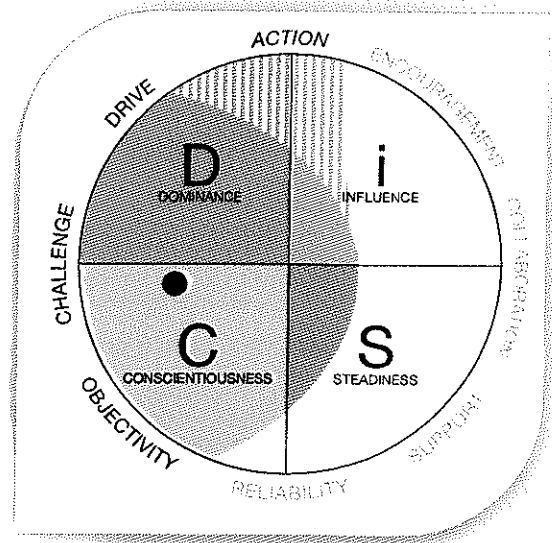 ACTION
ENCOURAGEMENT
DRIVE
D
DOMINANCE
i
INFLUENCE
COLLABORATION
CHALLENGE
C
CONSCIENTIOUSNESS
S
STEADINESS
OBJECTIVITY
SUPPORT
RELIABILITY